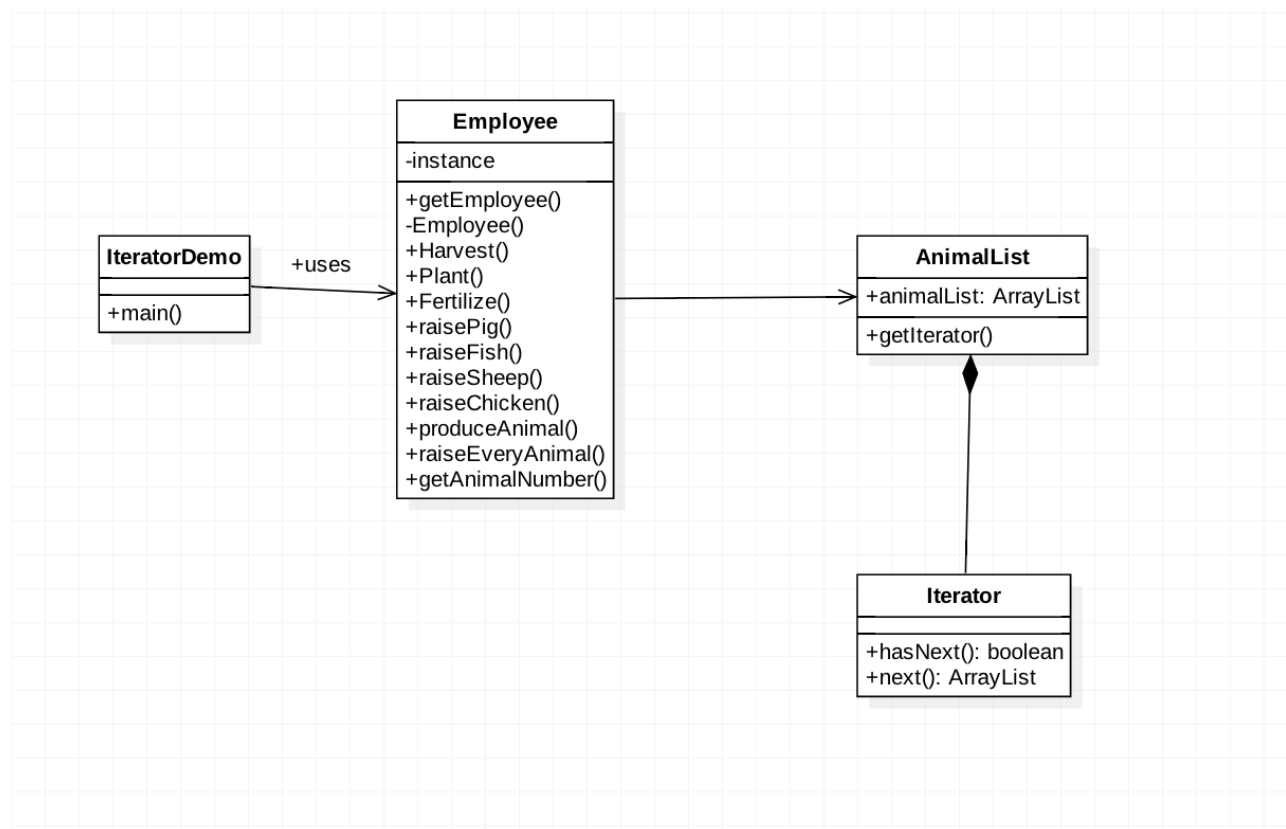 IteratorDemo
+main()
+uses
Employee
-instance
+getEmployee()
-Employee()
+Harvest()
+Plant()
+Fertilize()
+raisePig()
+raiseFish()
+raiseSheep()
+raiseChicken()
+produceAnimal()
+raiseEveryAnimal()
+getAnimalNumber()
AnimalList
+animalList: ArrayList
+getIterator()
Iterator
+hasNext(): boolean
+next(): ArrayList